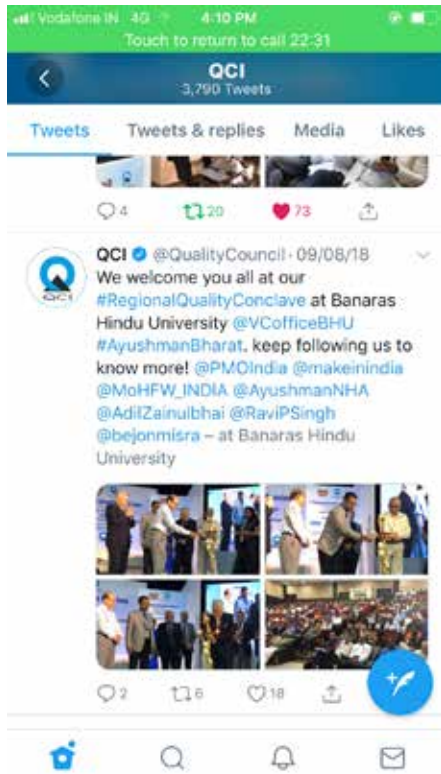 Vodafone IN 4G 4:10 PM
Touch to return to call 22:31
QCI
3,790 Tweets
Tweets Tweets & replies Media Likes
4 20 73
QCI @QualityCouncil · 09/08/18
We welcome you all at our
#RegionalQualityConclave at Banaras
Hindu University @VCofficeBHU
#AyushmanBharat. keep following us to
know more! @PMOIndia @makeinindia
@MoHFW_INDIA @AyushmanNHA
@AdilZainulbhai @RaviPSingh
@bejonmisra – at Banaras Hindu
University
QCI
2 6 18